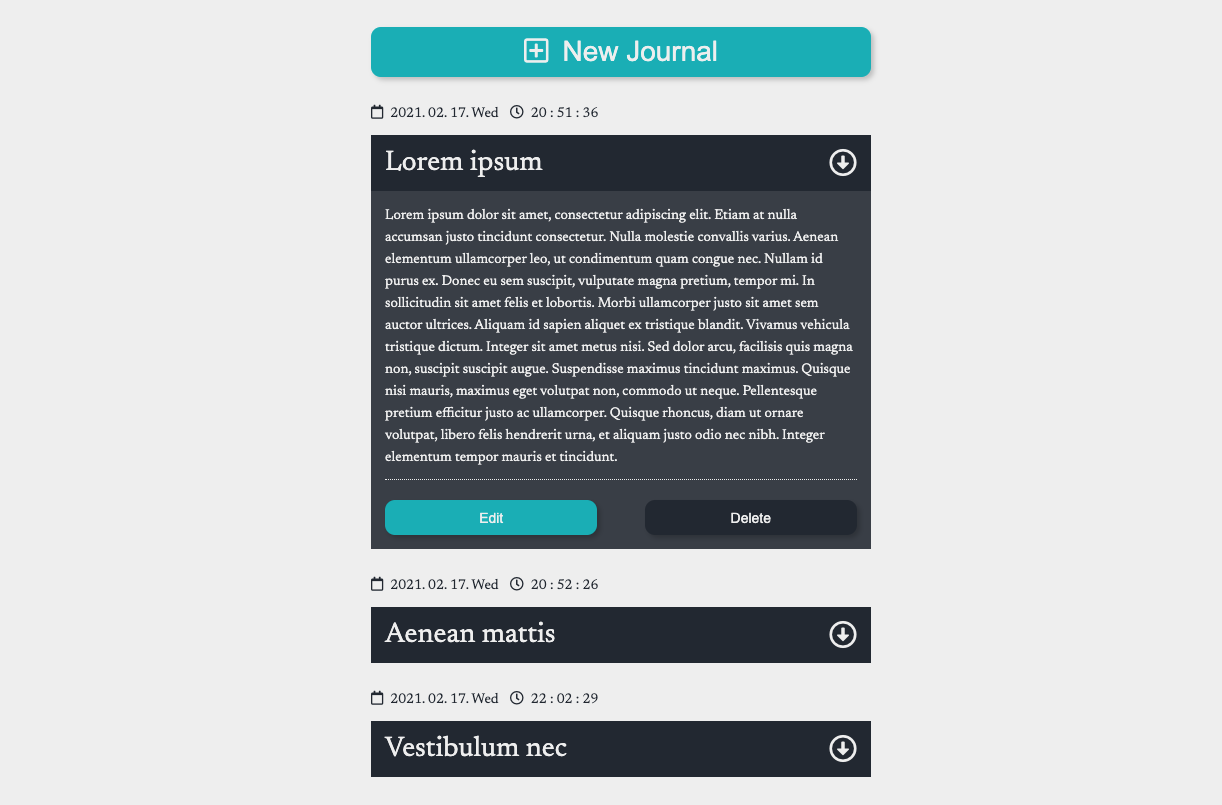 New Journal
2021. 02. 17. Wed 20 : 51 : 36
Lorem ipsum
Lorem ipsum dolor sit amet, consectetur adipiscing elit. Etiam at nulla
accumsan justo tincidunt consectetur. Nulla molestie convallis varius. Aenean
elementum ullamcorper leo, ut condimentum quam congue nec. Nullam id
purus ex. Donec eu sem suscipit, vulputate magna pretium, tempor mi. In
sollicitudin sit amet felis et lobortis. Morbi ullamcorper justo sit amet sem
auctor ultrices. Aliquam id sapien aliquet ex tristique blandit. Vivamus vehicula
tristique dictum. Integer sit amet metus nisi. Sed dolor arcu, facilisis quis magna
non, suscipit suscipit augue. Suspendisse maximus tincidunt maximus. Quisque
nisi mauris, maximus eget volutpat non, commodo ut neque. Pellentesque
pretium efficitur justo ac ullamcorper. Quisque rhoncus, diam ut ornare
volutpat, libero felis hendrerit urna, et aliquam justo odio nec nibh. Integer
elementum tempor mauris et tincidunt.
Edit Delete
2021. 02. 17. Wed 20 : 52 : 26
Aenean mattis
2021. 02. 17. Wed 22 : 02 : 29
Vestibulum nec